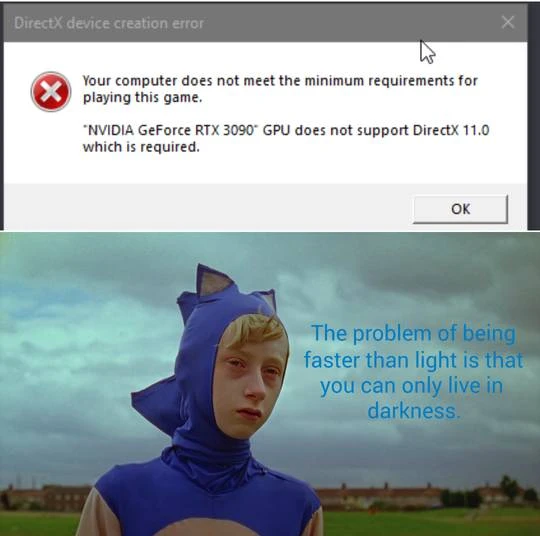 DirectX device creation error
Your computer does not meet the minimum requirements for
playing this game.
"NVIDIA GeForce RTX 3090" GPU does not support DirectX 11.0
which is required.
OK
The problem of being
faster than light is that
you can only live in
darkness.